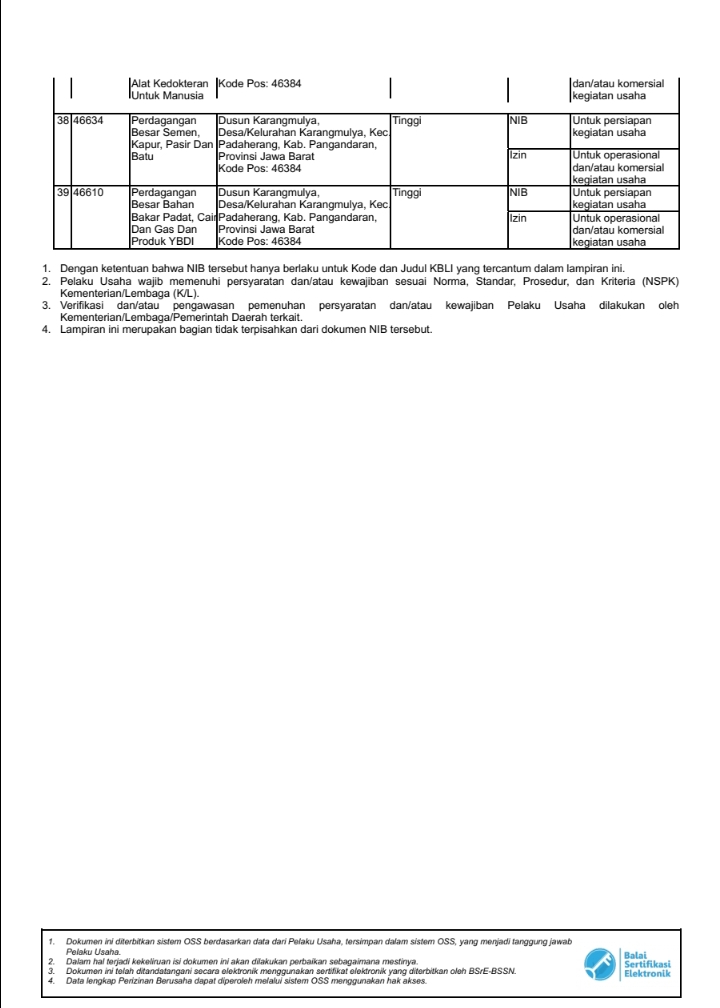 Alat Kedokteran Kode Pos: 46384 dan/atau komersial
Untuk Manusia kegiatan usaha
38 46634 Perdagangan Dusun Karangmulya, Tinggi NIB Untuk persiapan
Besar Semen, Desa/Kelurahan Karangmulya, Kec. kegiatan usaha
Kapur, Pasir Dan Padaherang, Kab. Pangandaran,
Batu Provinsi Jawa Barat Izin Untuk operasional
Kode Pos: 46384 dan/atau komersial
kegiatan usaha
39 46610 Perdagangan Dusun Karangmulya, Tinggi NIB Untuk persiapan
Besar Bahan Desa/Kelurahan Karangmulya, Kec. kegiatan usaha
Bakar Padat, Cair Padaherang, Kab. Pangandaran, Izin Untuk operasional
Dan Gas Dan Provinsi Jawa Barat dan/atau komersial
Produk YBDI Kode Pos: 46384 kegiatan usaha
1. Dengan ketentuan bahwa NIB tersebut hanya berlaku untuk Kode dan Judul KBLI yang tercantum dalam lampiran ini.
2. Pelaku Usaha wajib memenuhi persyaratan dan/atau kewajiban sesuai Norma, Standar, Prosedur, dan Kriteria (NSPK)
Kementerian/Lembaga (K/L).
3. Verifikasi dan/atau pengawasan pemenuhan persyaratan dan/atau kewajiban Pelaku Usaha dilakukan oleh
Kementerian/Lembaga/Pemerintah Daerah terkait.
4. Lampiran ini merupakan bagian tidak terpisahkan dari dokumen NIB tersebut.
1. Dokumen ini diterbitkan sistem OSS berdasarkan data dari Pelaku Usaha, tersimpan dalam sistem OSS, yang menjadi tanggung jawab
Pelaku Usaha.
2. Dalam hal terjadi kekeliruan isi dokumen ini akan dilakukan perbaikan sebagaimana mestinya.
3. Dokumen ini telah ditandatangani secara elektronik menggunakan sertifikat elektronik yang diterbitkan oleh BSrE-BSSN.
4. Data lengkap Perizinan Berusaha dapat diperoleh melalui sistem OSS menggunakan hak akses.
Balai
Sertifikasi
Elektronik